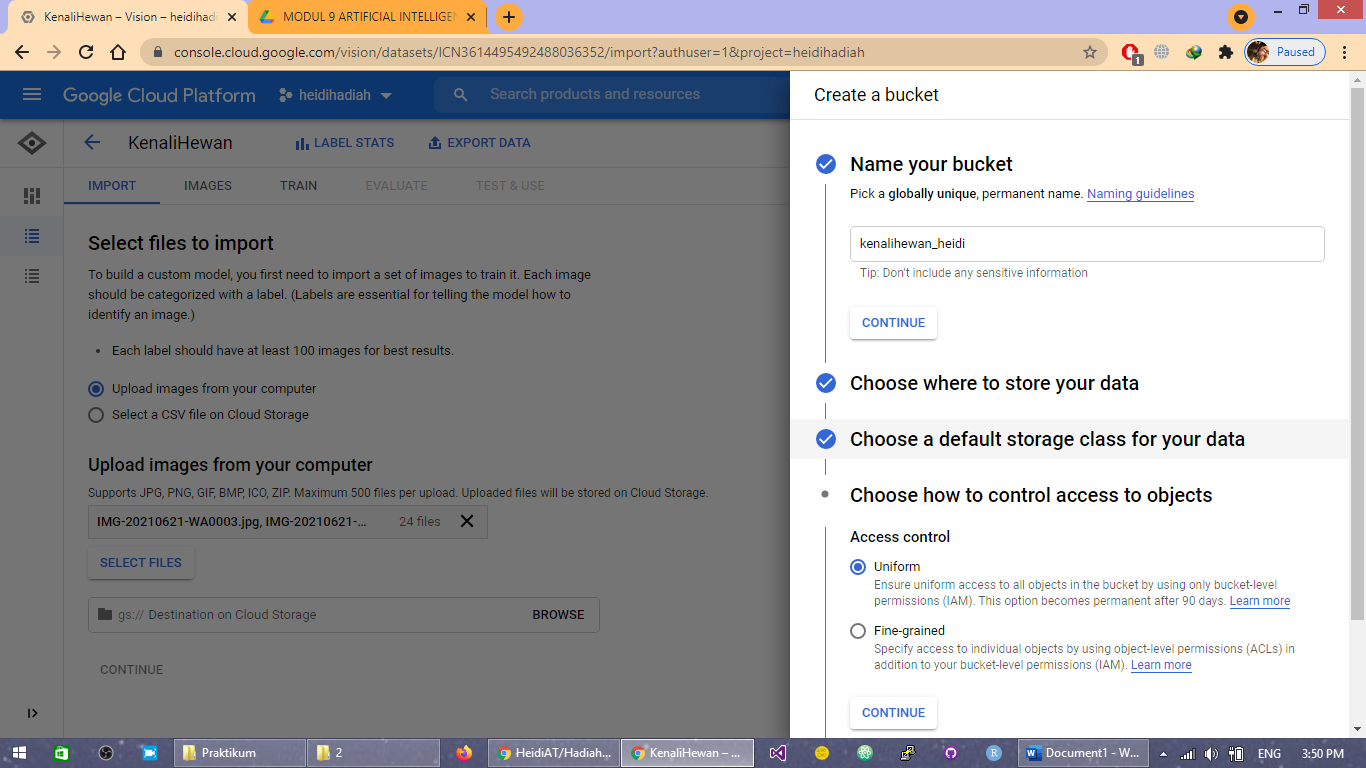 KenaliHewan – Vision – heidihadi
MODUL 9 ARTIFICIAL INTELLIGEN
console.cloud.google.com/vision/datasets/ICN3614495492488036352/import?authuser=1&project=heidihadiah
1
Paused
Google Cloud Platform
heidihadiah
Search products and resources
KenaliHewan
LABEL STATS
EXPORT DATA
IMPORT
IMAGES
TRAIN
EVALUATE
TEST & USE
Select files to import
To build a custom model, you first need to import a set of images to train it. Each image
should be categorized with a label. (Labels are essential for telling the model how to
identify an image.)
• Each label should have at least 100 images for best results.
Upload images from your computer
Select a CSV file on Cloud Storage
Upload images from your computer
Supports JPG, PNG, GIF, BMP, ICO, ZIP. Maximum 500 files per upload. Uploaded files will be stored on Cloud Storage.
IMG-20210621-WA0003.jpg, IMG-20210621-...
24 files
SELECT FILES
gs:// Destination on Cloud Storage
BROWSE
CONTINUE
Create a bucket
Name your bucket
Pick a globally unique, permanent name. Naming guidelines
kenalihewan_heidi
Tip: Don't include any sensitive information
CONTINUE
Choose where to store your data
Choose a default storage class for your data
Choose how to control access to objects
Access control
Uniform
Ensure uniform access to all objects in the bucket by using only bucket-level
permissions (IAM). This option becomes permanent after 90 days. Learn more
Fine-grained
Specify access to individual objects by using object-level permissions (ACLs) in
addition to your bucket-level permissions (IAM). Learn more
CONTINUE
Praktikum
2
HeidiAT/Hadiah...
KenaliHewan – ...
R
Document1 - W...
ENG
3:50 PM